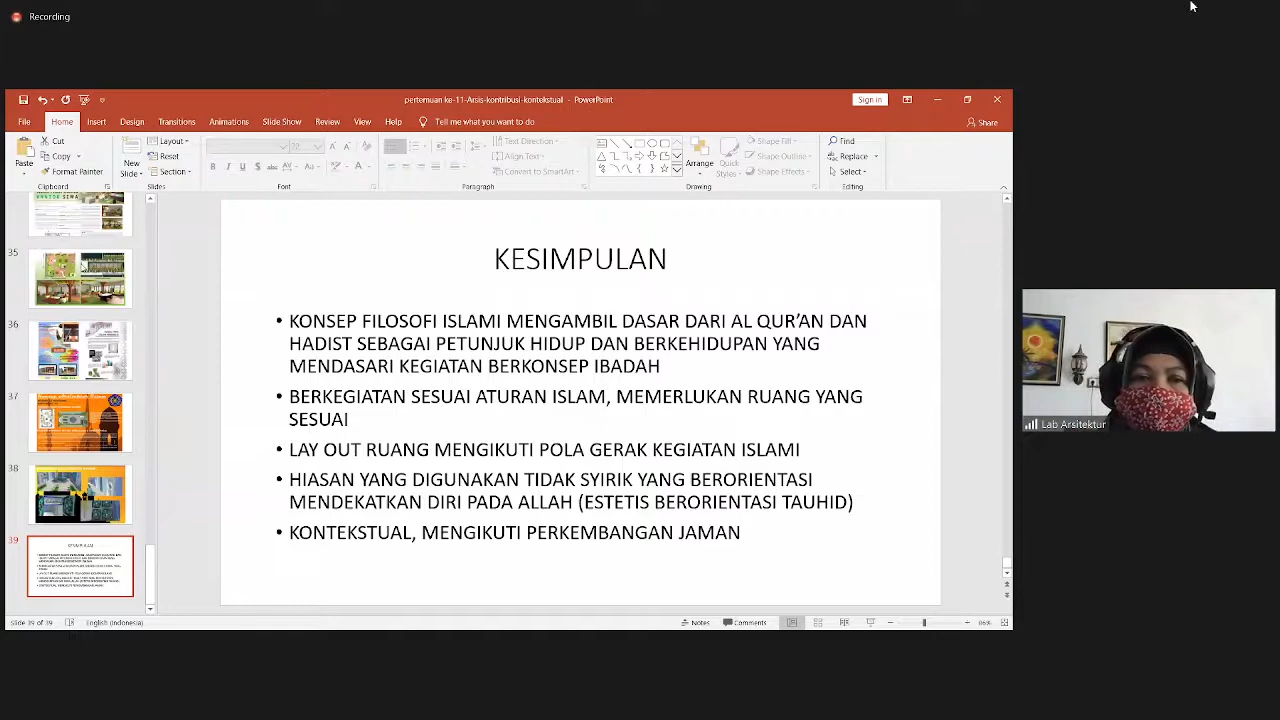 Recording
pertemuan ke-11-Arsis-kontribusi-kontekstual - PowerPoint
Sign in
File Home Insert Design Transitions Animations Slide Show Review View Help Tell me what you want to do
Share
Paste
Cut
Copy
Format Painter
Clipboard
New
Slide
Layout
Reset
Section
Slides
Font
Text Direction
Align Text
Convert to SmartArt
Paragraph
Arrange
Quick
Styles
Shape Fill
Shape Outline
Shape Effects
Drawing
Find
Replace
Select
Editing
35
36
37
38
39
KESIMPULAN
• KONSEP FILOSOFI ISLAMI MENGAMBIL DASAR DARI AL QUR’AN DAN
HADIST SEBAGAI PETUNJUK HIDUP DAN BERKEHIDUPAN YANG
MENDASARI KEGIATAN BERKONSEP IBADAH
• BERKEGIATAN SESUAI ATURAN ISLAM, MEMERLUKAN RUANG YANG
SESUAI
• LAY OUT RUANG MENGIKUTI POLA GERAK KEGIATAN ISLAMI
• HIASAN YANG DIGUNAKAN TIDAK SYIRIK YANG BERORIENTASI
MENDEKATKAN DIRI PADA ALLAH (ESTETIS BERORIENTASI TAUHID)
• KONTEKSTUAL, MENGIKUTI PERKEMBANGAN JAMAN
Lab Arsitektur
Slide 39 of 39 English (Indonesia)
Notes Comments 86%